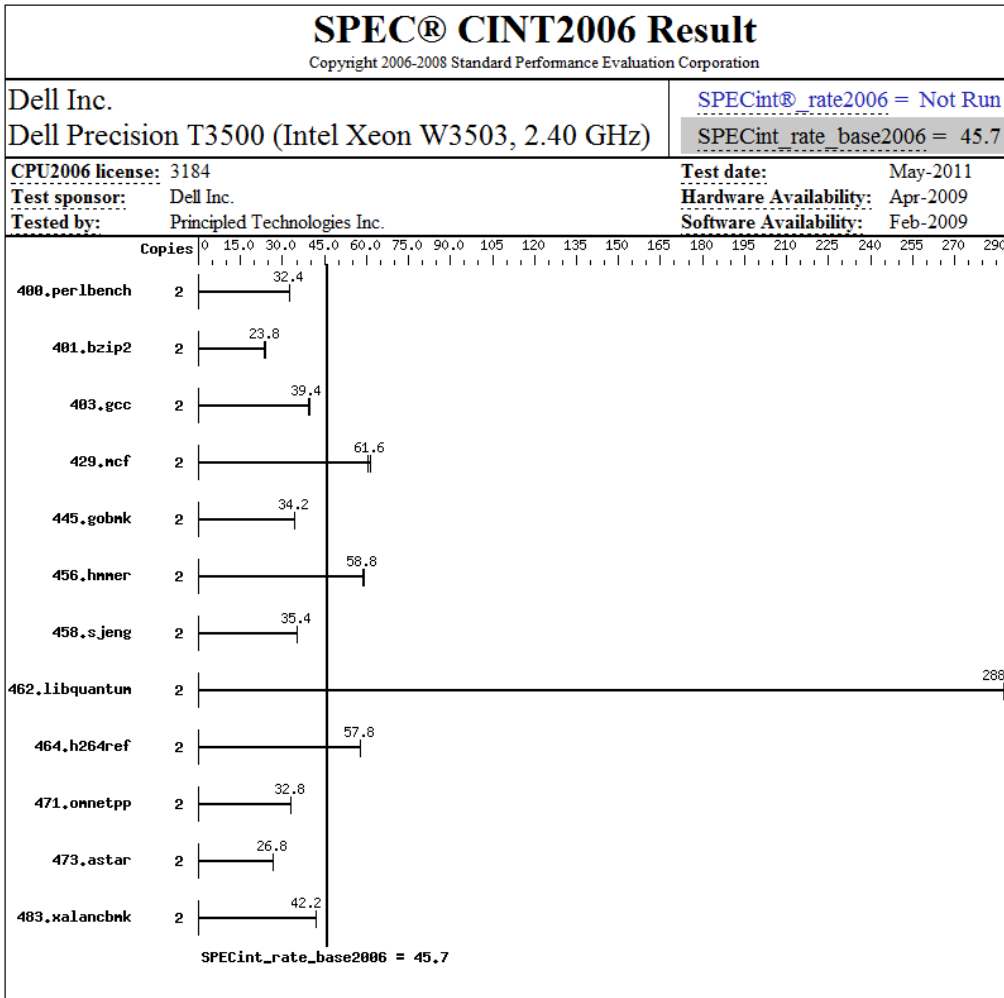 SPEC® CINT2006 Result
Copyright 2006-2008 Standard Performance Evaluation Corporation
Dell Inc.
Dell Precision T3500 (Intel Xeon W3503, 2.40 GHz)
SPECint®_rate2006 = Not Run
SPECint_rate_base2006 = 45.7
CPU2006 license: 3184
Test sponsor: Dell Inc.
Tested by: Principled Technologies Inc.
Test date: May-2011
Hardware Availability: Apr-2009
Software Availability: Feb-2009
Copies 0 15.0 30.0 45.0 60.0 75.0 90.0 105 120 135 150 165 180 195 210 225 240 255 270 290
400.perlbench 2 32.4
401.bzip2 2 23.8
403.gcc 2 39.4
429.mcf 2 61.6
445.gobmk 2 34.2
456.hmmer 2 58.8
458.sjeng 2 35.4
462.libquantum 2 288
464.h264ref 2 57.8
471.omnetpp 2 32.8
473.astar 2 26.8
483.xalancbmk 2 42.2
SPECint_rate_base2006 = 45.7